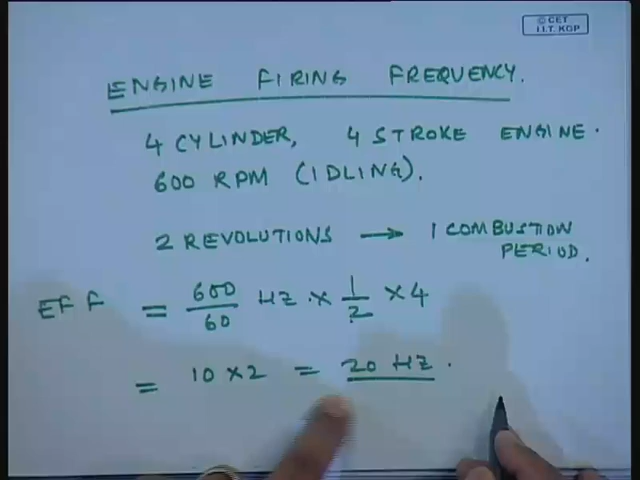 © CET
I.I.T. KGP
ENGINE FIRING FREQUENCY.
4 CYLINDER, 4 STROKE ENGINE.
600 RPM (IDLING).
2 REVOLUTIONS → 1 COMBUSTION PERIOD.
EFF = 600/60 HZ. × 1/2 × 4
= 10 × 2 = 20 HZ.